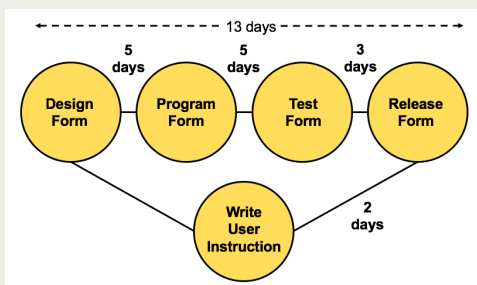 13 days
5
days
5
days
3
days
Design
Form
Program
Form
Test
Form
Release
Form
Write
User
Instruction
2
days